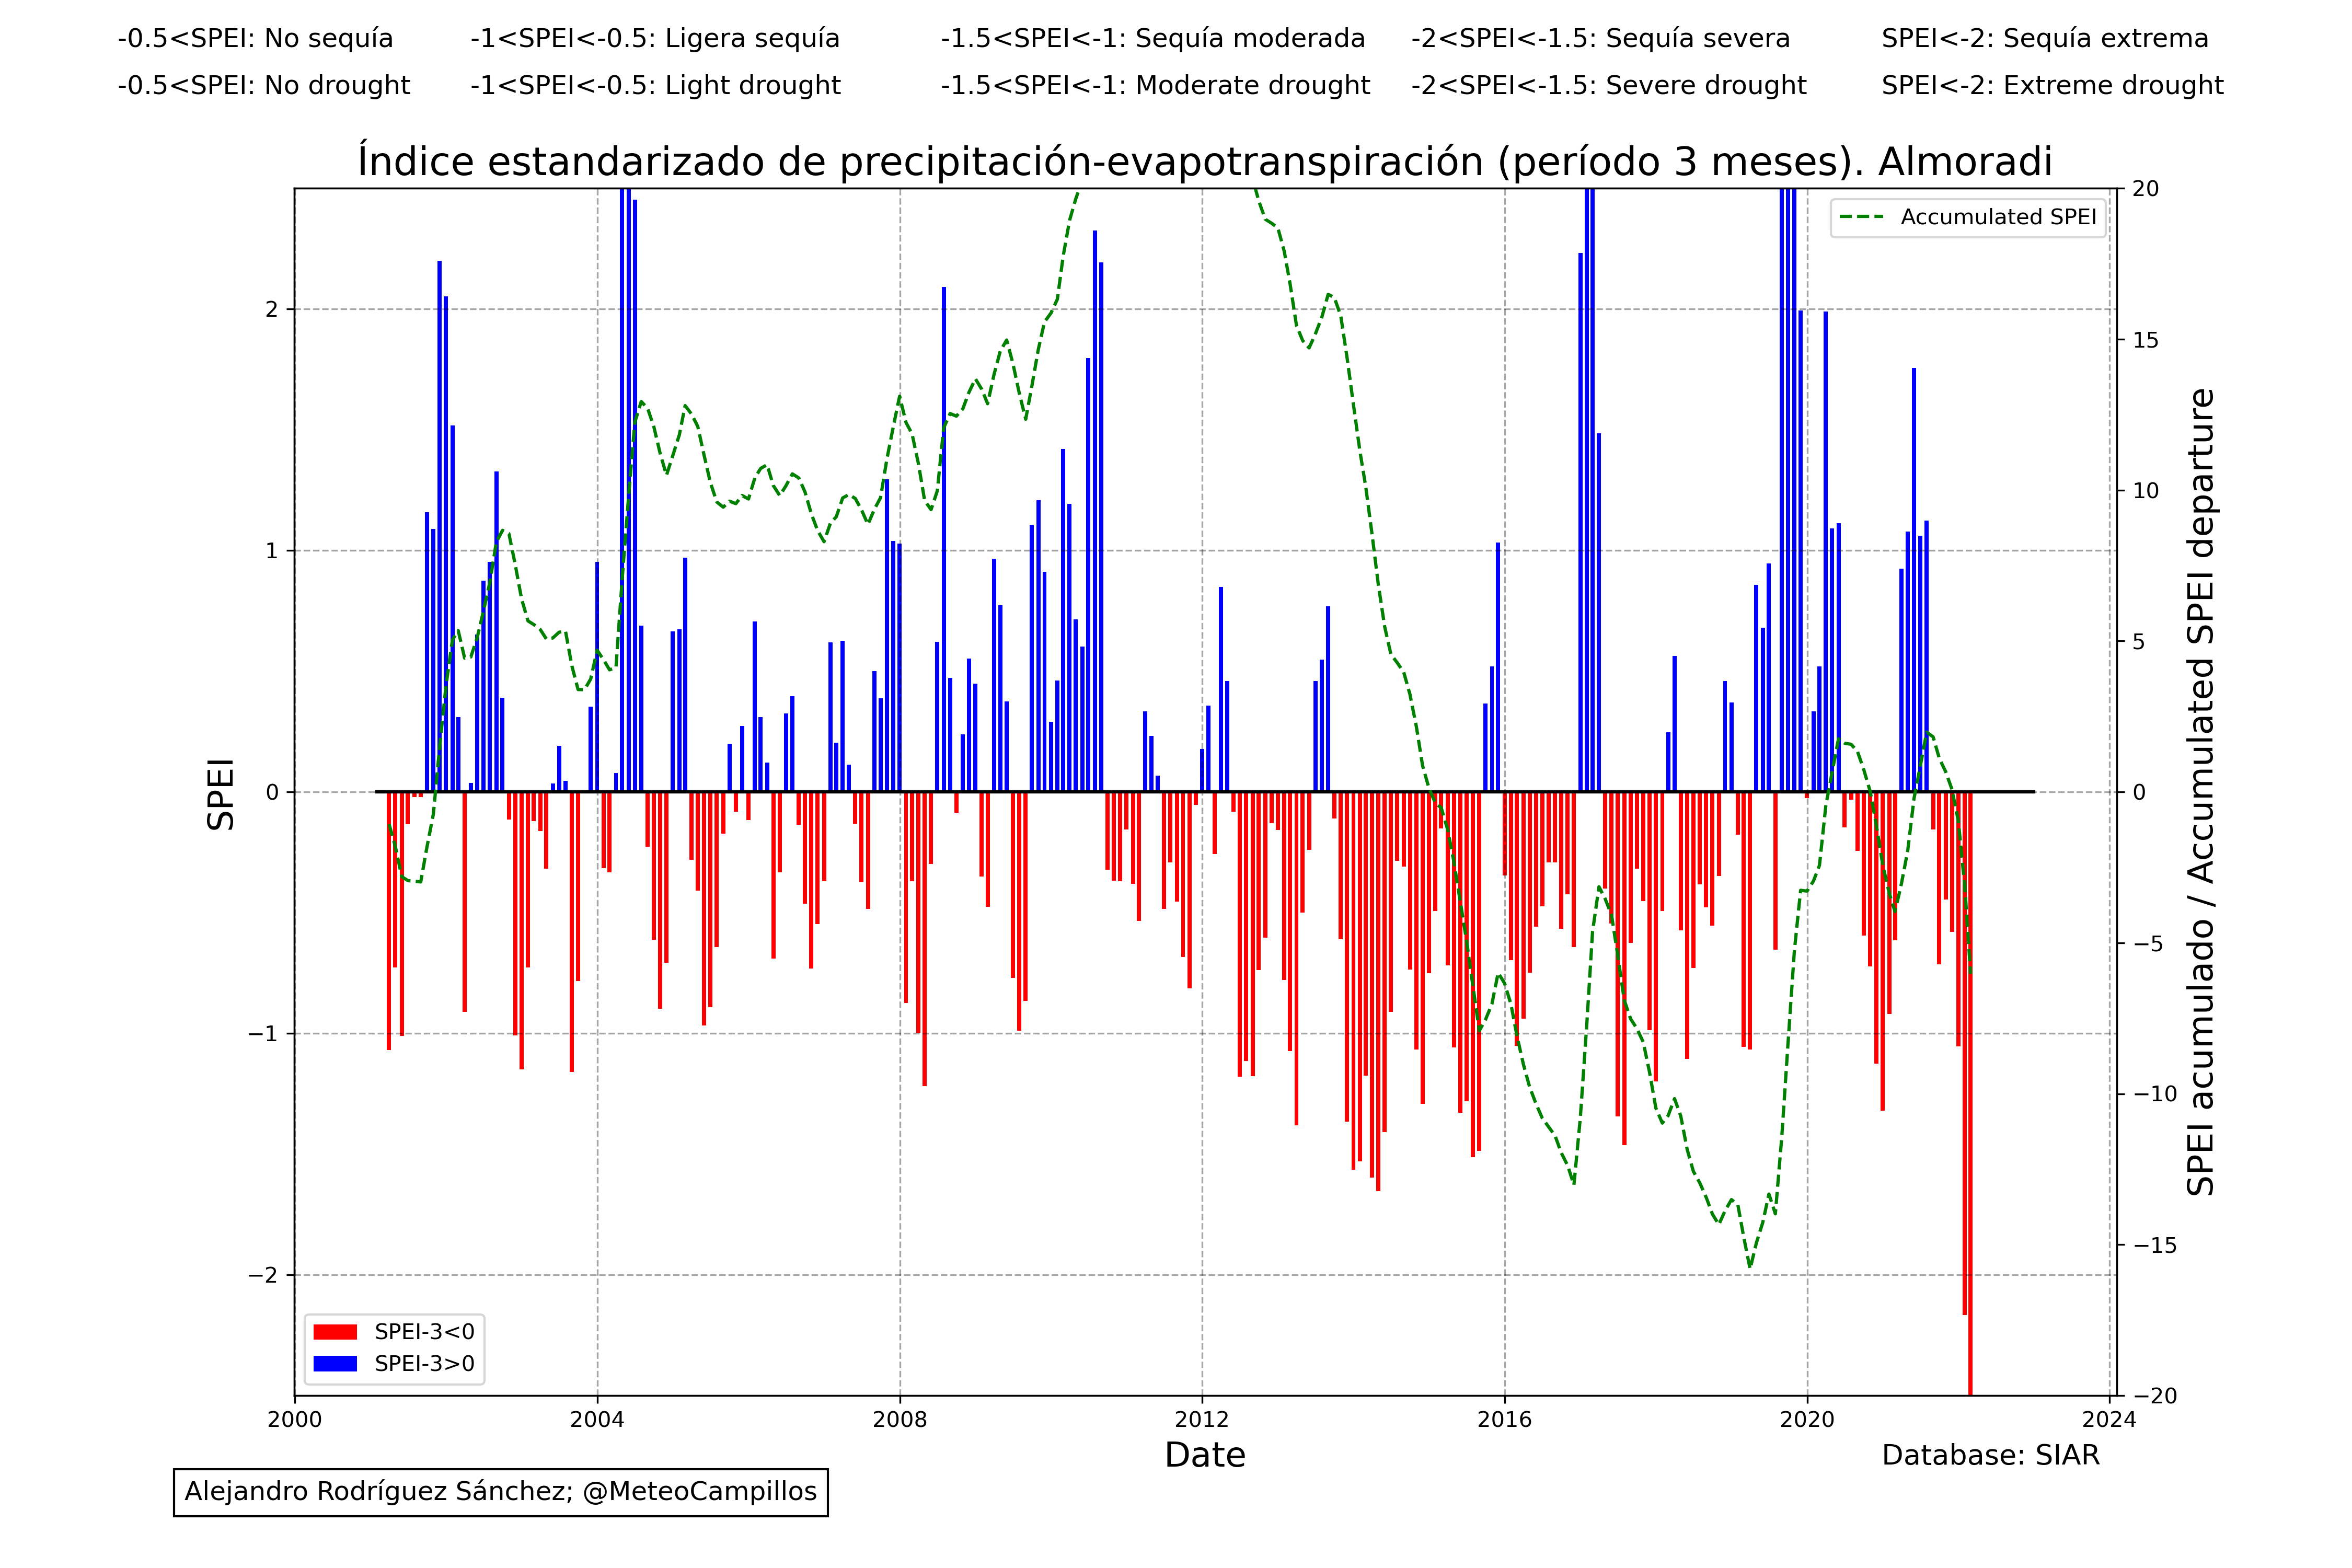 -0.5<SPEI: No sequía -1<SPEI<-0.5: Ligera sequía -1.5<SPEI<-1: Sequía moderada -2<SPEI<-1.5: Sequía severa SPEI<-2: Sequía extrema
-0.5<SPEI: No drought -1<SPEI<-0.5: Light drought -1.5<SPEI<-1: Moderate drought -2<SPEI<-1.5: Severe drought SPEI<-2: Extreme drought
Índice estandarizado de precipitación-evapotranspiración (período 3 meses). Almoradi
SPEI
2
1
0
−1
−2
Accumulated SPEI
20
15
10
5
0
−5
−10
−15
−20
SPEI acumulado / Accumulated SPEI departure
SPEI-3<0
SPEI-3>0
2000 2004 2008 2012 2016 2020 2024
Date
Database: SIAR
Alejandro Rodríguez Sánchez; @MeteoCampillos